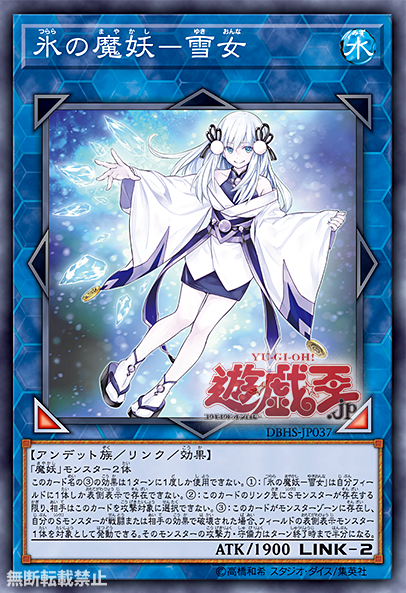 氷の魔妖－雪女
つらら まやかし ゆきおんな
水
YU-GI-OH!
遊戯王.jp
DBHS-JP037
【アンデット族／リンク／効果】
「魔妖」モンスター２体
このカード名の③の効果は１ターンに１度しか使用できない。①：「氷の魔妖－雪女」は自分フィー
ルドに１体しか表側表示で存在できない。②：このカードのリンク先にＳモンスターが存在する
限り、相手はこのカードを攻撃対象に選択できない。③：このカードがモンスターゾーンに存在し、
自分のＳモンスターが戦闘または相手の効果で破壊された場合、フィールドの表側表示モンスター
１体を対象として発動できる。そのモンスターの攻撃力・守備力はターン終了時まで半分になる。
ATK/1900 LINK-2
無断転載禁止
©高橋和希 スタジオ・ダイス/集英社